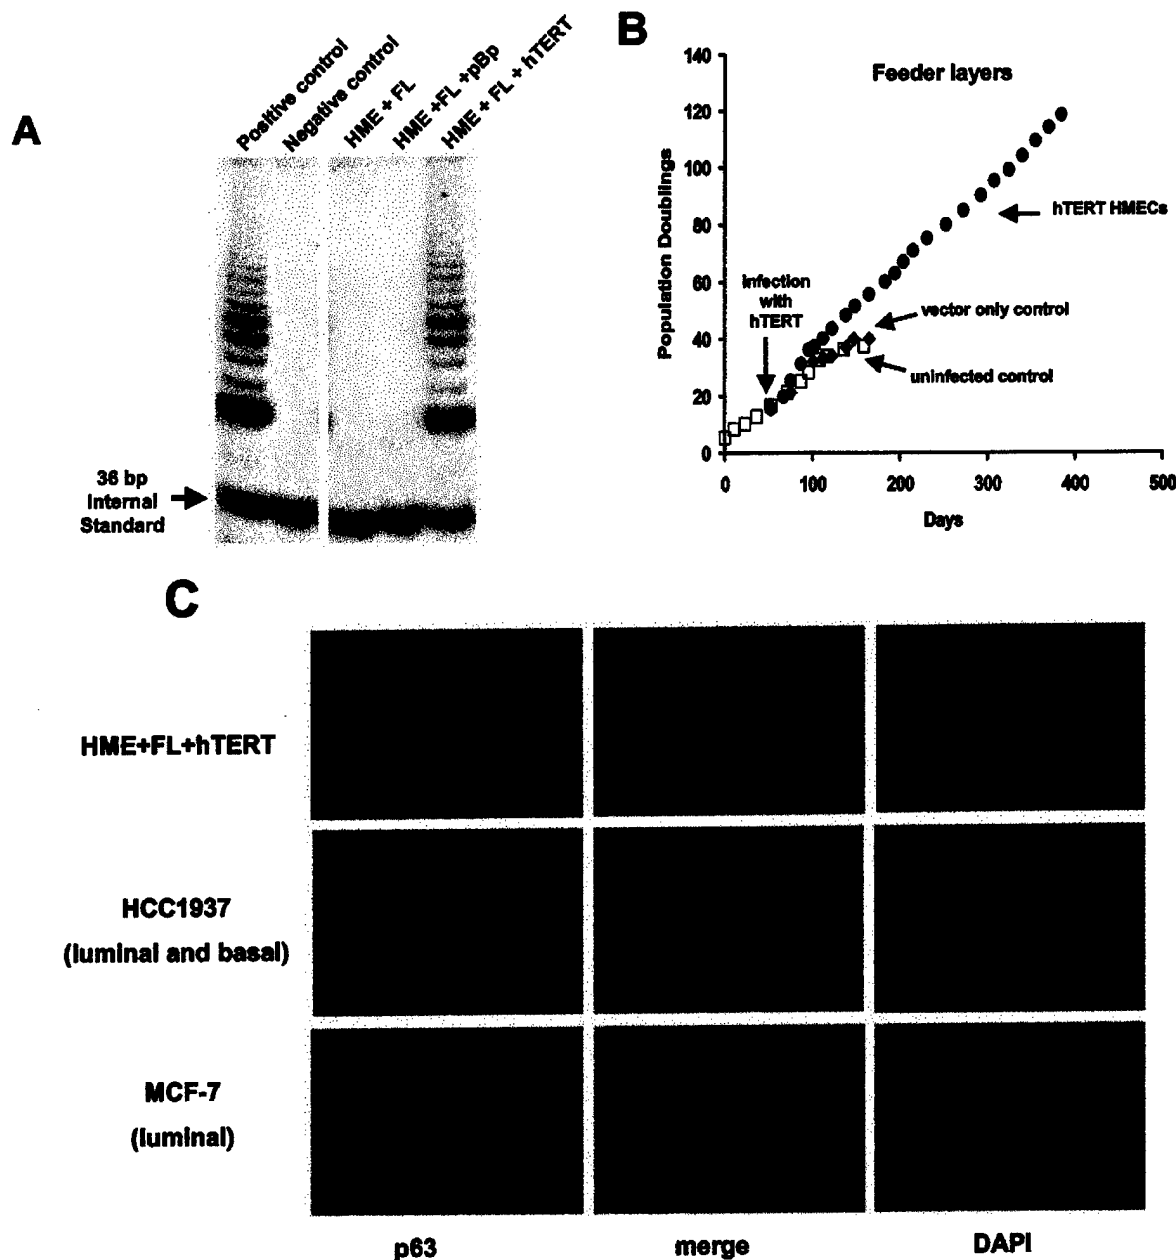 A
Positive control
Negative control
HME + FL
HME +FL +pBp
HME + FL + hTERT
36 bp
Internal
Standard
B
Feeder layers
Population Doublings
140
120
100
80
60
40
20
0
0
100
200
300
400
500
Days
infection
with
hTERT
hTERT HMECs
vector only control
uninfected control
C
HME+FL+hTERT
HCC1937
(luminal and basal)
MCF-7
(luminal)
p63
merge
DAPI